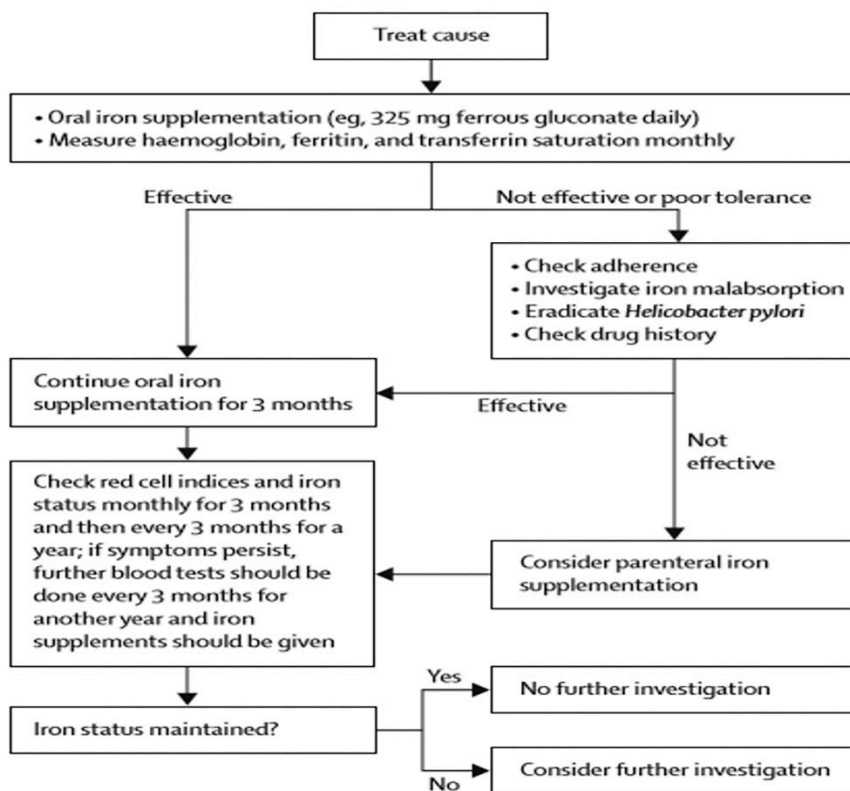 Treat cause
• Oral iron supplementation (eg, 325 mg ferrous gluconate daily)
• Measure haemoglobin, ferritin, and transferrin saturation monthly
Effective
Not effective or poor tolerance
• Check adherence
• Investigate iron malabsorption
• Eradicate Helicobacter pylori
• Check drug history
Continue oral iron
supplementation for 3 months
Effective
Not
effective
Check red cell indices and iron
status monthly for 3 months
and then every 3 months for a
year; if symptoms persist,
further blood tests should be
done every 3 months for
another year and iron
supplements should be given
Consider parenteral iron
supplementation
Iron status maintained?
Yes
No further investigation
No
Consider further investigation